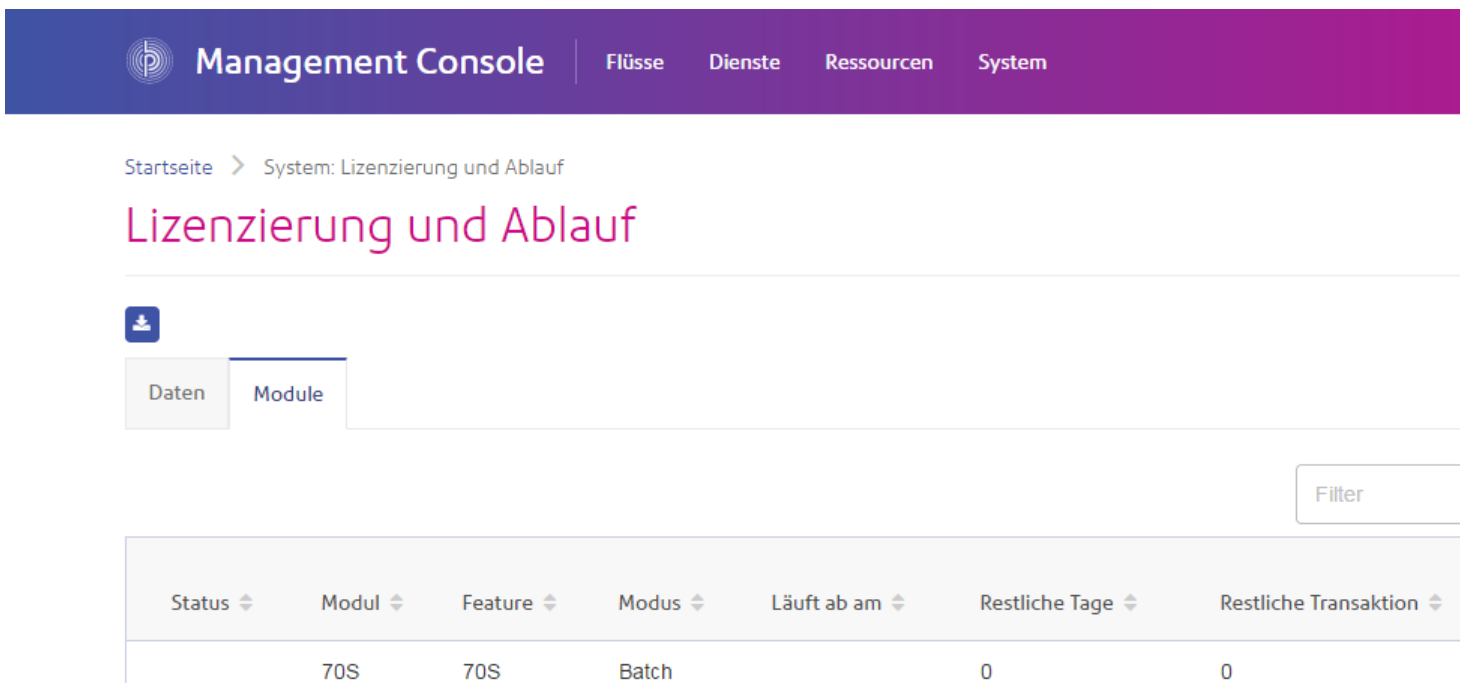 Management Console Flüsse Dienste Ressourcen System
Startseite System: Lizenzierung und Ablauf
Lizenzierung und Ablauf
Daten Module
Filter
Status Modul Feature Modus Läuft ab am Restliche Tage Restliche Transaktion
70S 70S Batch 0 0